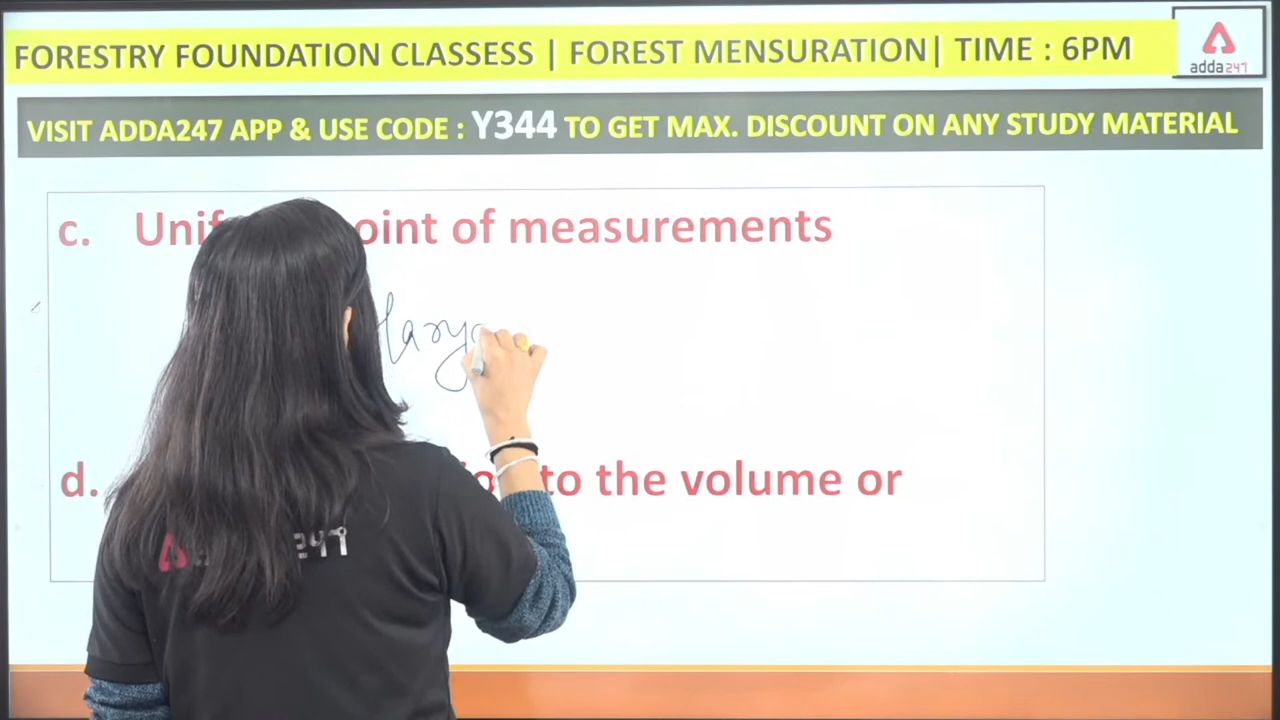 FORESTRY FOUNDATION CLASSESS | FOREST MENSURATION| TIME : 6PM
adda247
VISIT ADDA247 APP & USE CODE : Y344 TO GET MAX. DISCOUNT ON ANY STUDY MATERIAL
c. of measurements
d. to the volume or
247